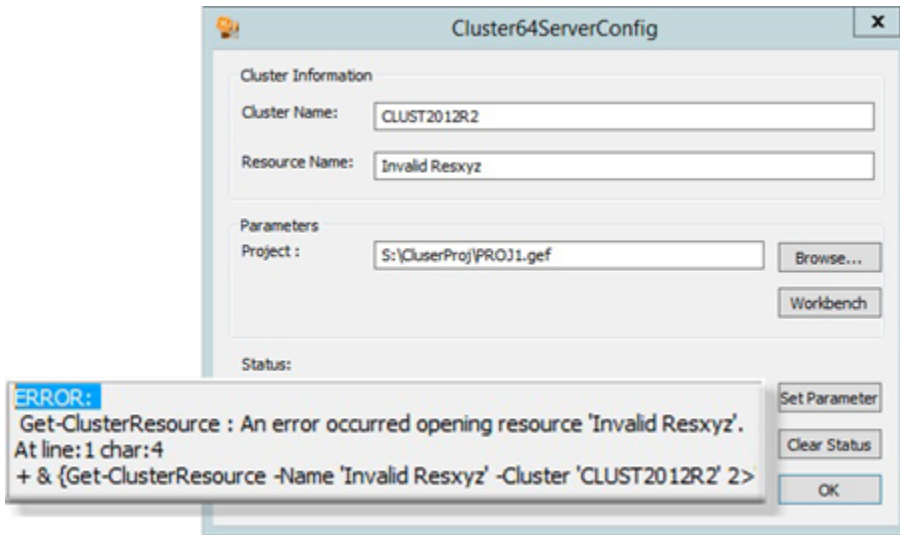 Cluster64ServerConfig
x
Cluster Information
Cluster Name: CLUST2012R2
Resource Name: Invalid Resxyz
Parameters
Project : S:\CluserProj\PROJ1.gef Browse...
Workbench
Status:
Set Parameter
ERROR:
Get-ClusterResource : An error occurred opening resource 'Invalid Resxyz'.
At line:1 char:4
+ & {Get-ClusterResource -Name 'Invalid Resxyz' -Cluster 'CLUST2012R2' 2>
Clear Status
OK